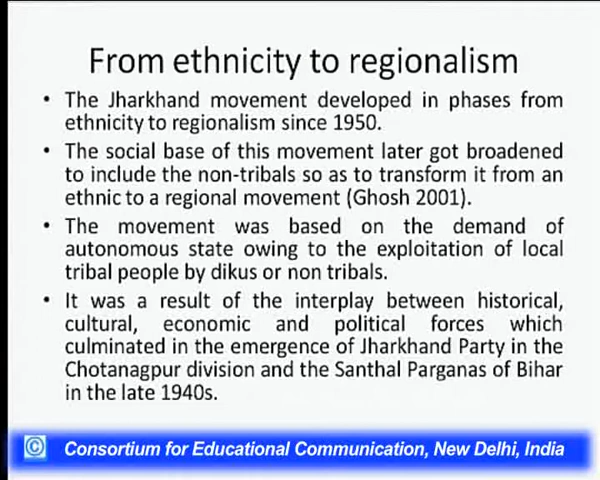 From ethnicity to regionalism
• The Jharkhand movement developed in phases from
ethnicity to regionalism since 1950.
• The social base of this movement later got broadened
to include the non-tribals so as to transform it from an
ethnic to a regional movement (Ghosh 2001).
• The movement was based on the demand of
autonomous state owing to the exploitation of local
tribal people by dikus or non tribals.
• It was a result of the interplay between historical,
cultural, economic and political forces which
culminated in the emergence of Jharkhand Party in the
Chotanagpur division and the Santhal Parganas of Bihar
in the late 1940s.
© Consortium for Educational Communication, New Delhi, India